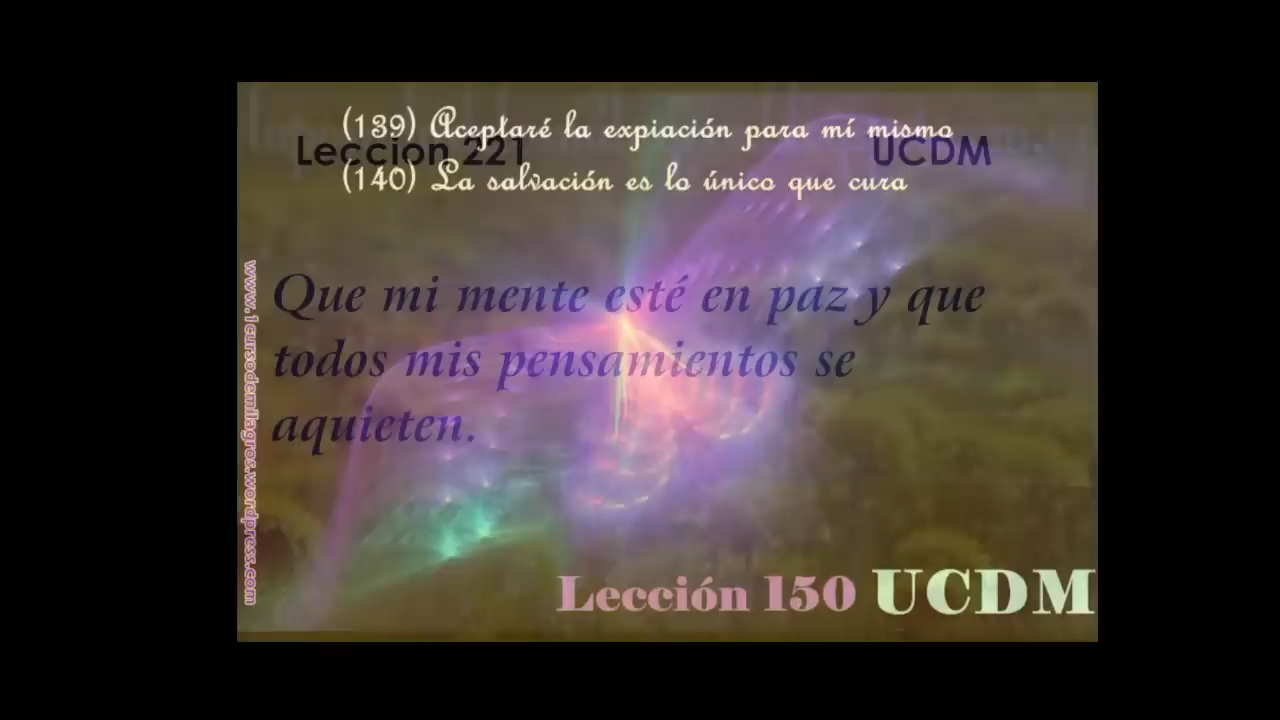 (139) Aceptaré la expiación para mí mismo
Leccion 221 UCDM
(140) La salvación es lo único que cura
Que mi mente esté en paz y que
todos mis pensamientos se
aquieten.
www.1cursodemilagros.wordpress.com
Lección 150 UCDM